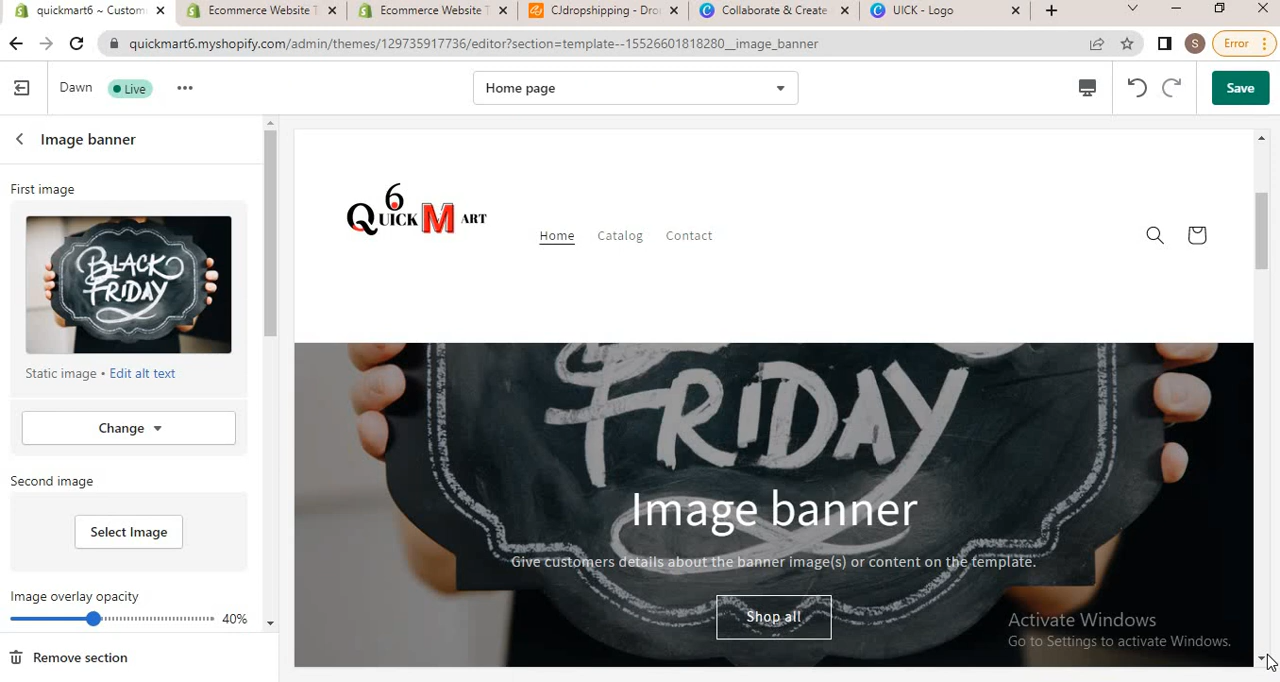 quickmart6 ~ Custom
Ecommerce Website T
Ecommerce Website T
CJdropshipping - Dro
Collaborate & Create
UICK - Logo
quickmart6.myshopify.com/admin/themes/129735917736/editor?section=template--15526601818280__image_banner
S
Error
Dawn
Live
Home page
Save
Image banner
First image
BLACK
FRIDAY
Static image • Edit alt text
Change
Second image
Select Image
Image overlay opacity
40%
Remove section
6
QUICK MART
Home
Catalog
Contact
FRIDAY
Image banner
Give customers details about the banner image(s) or content on the template.
Shop all
Activate Windows
Go to Settings to activate Windows.